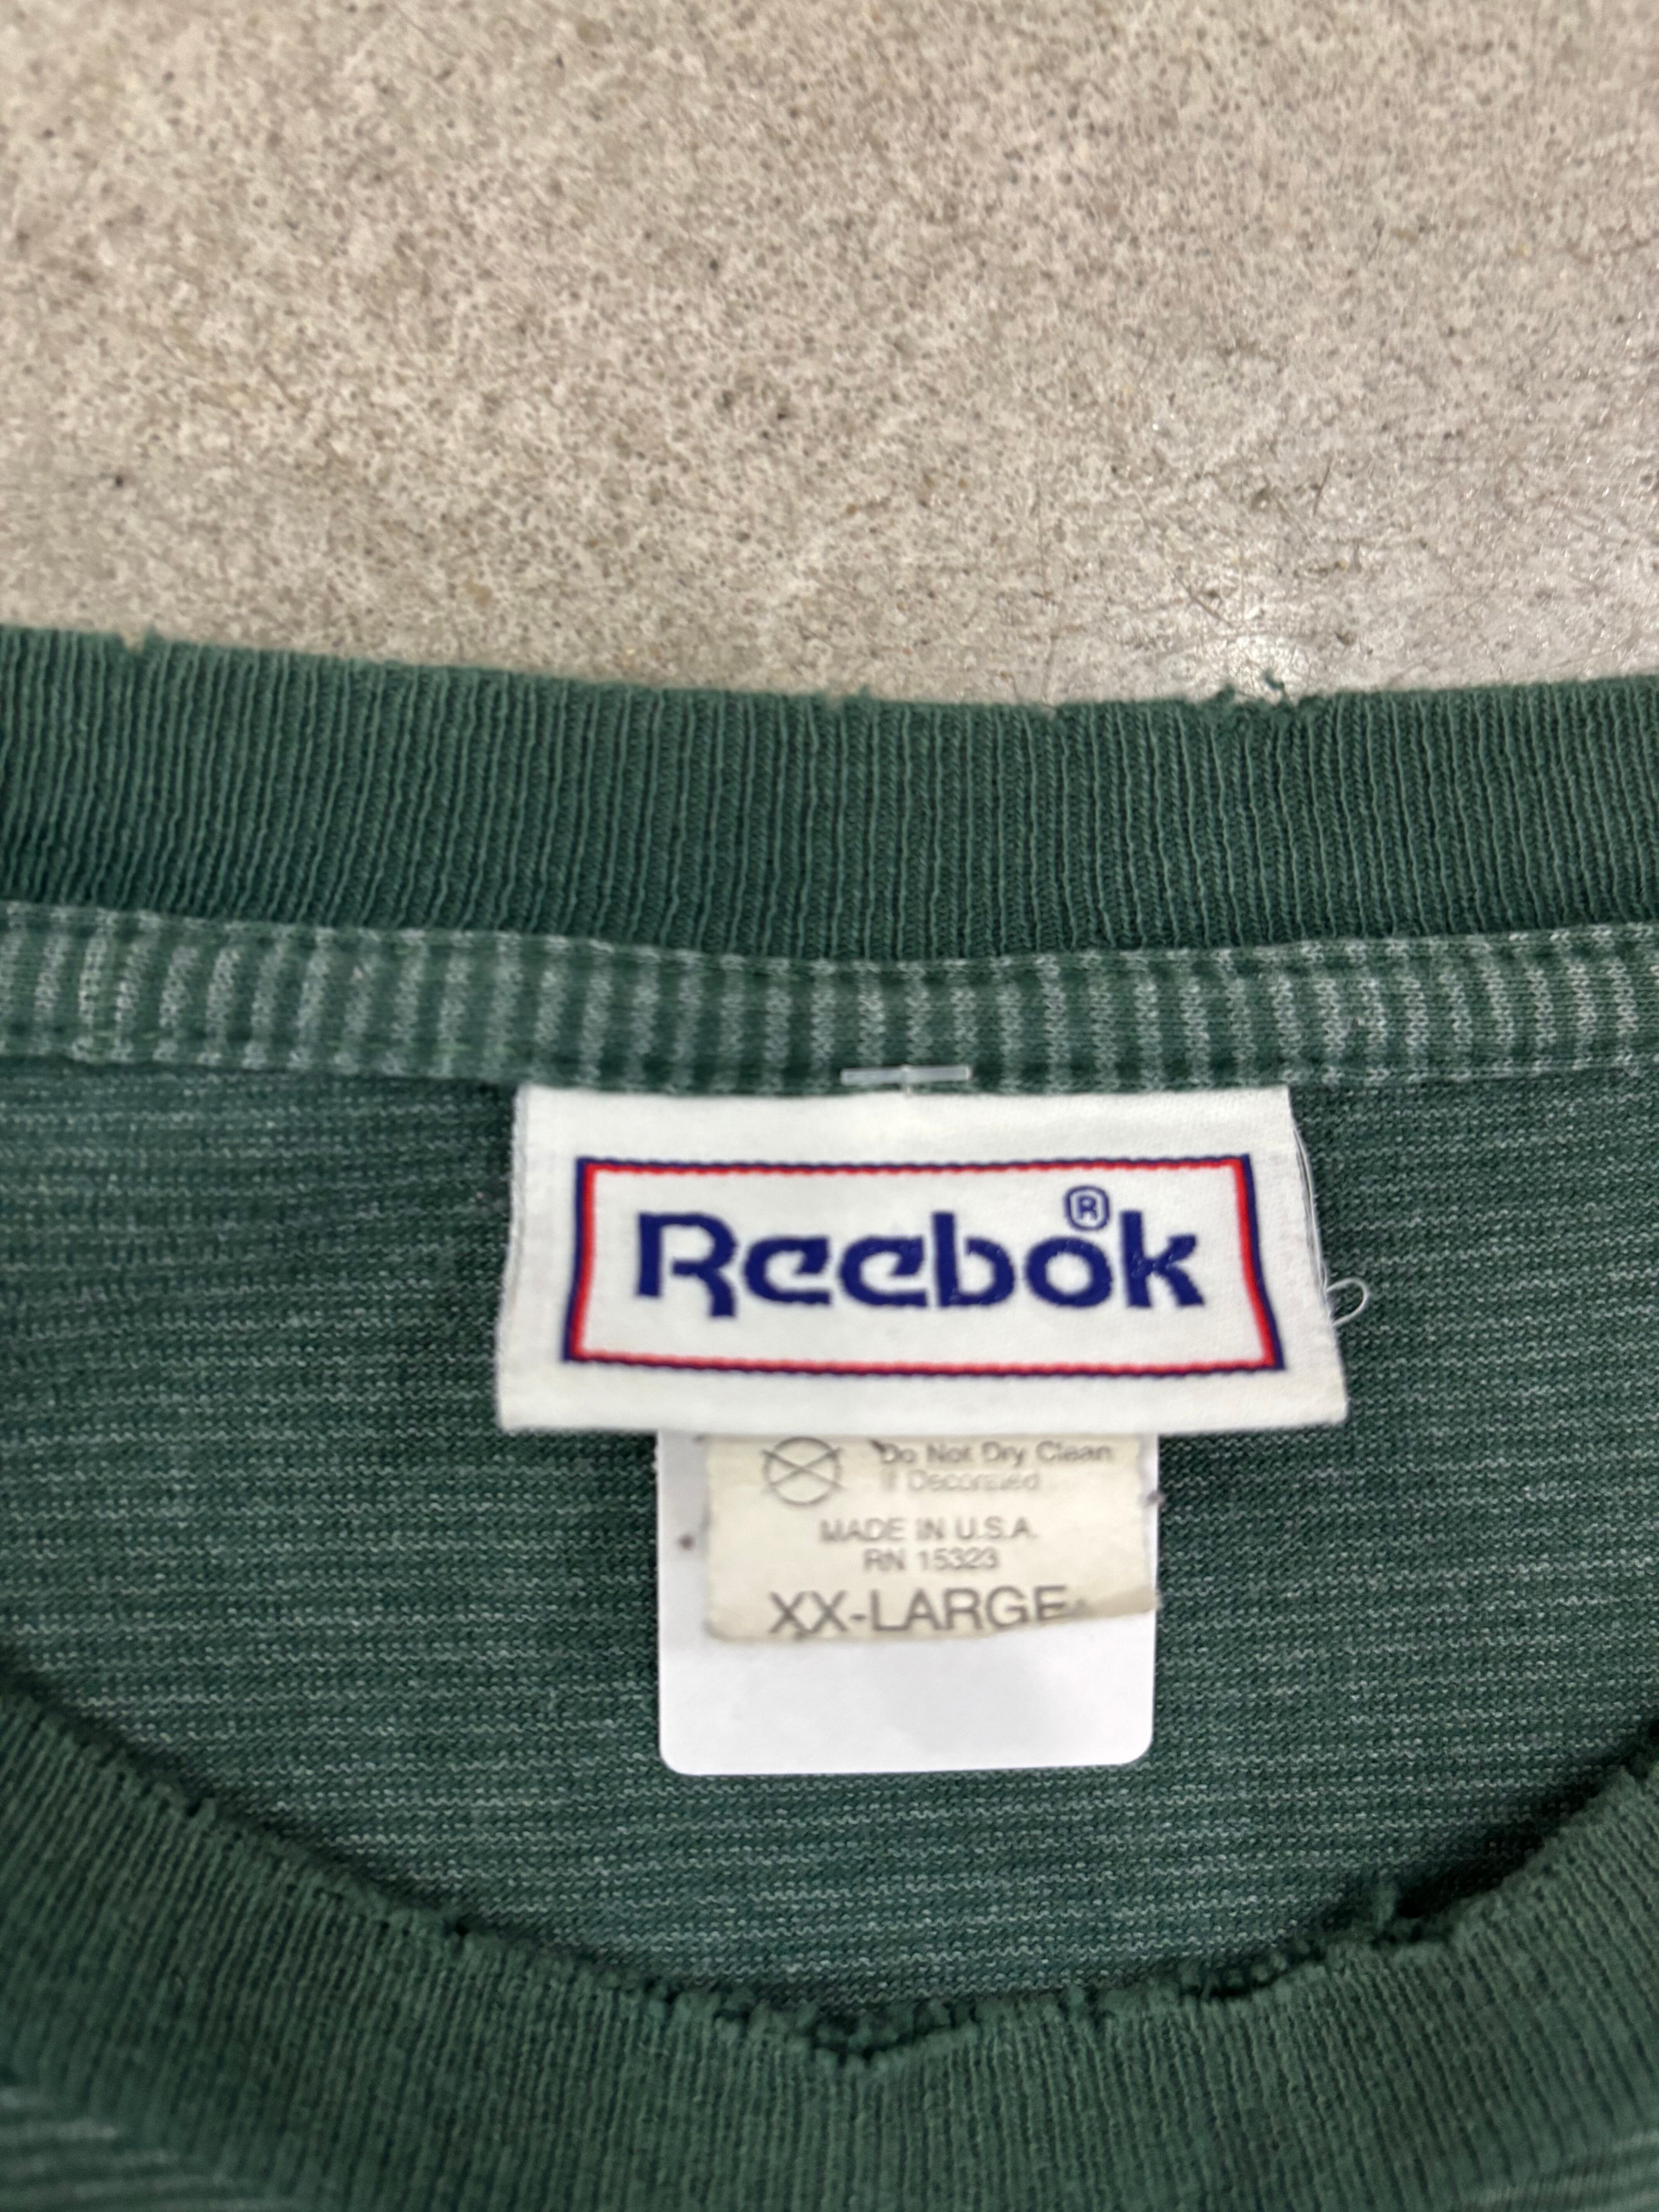 Reebok®
Do Not Dry Clean
If Decorated
MADE IN U.S.A.
RN 15323
XX-LARGE